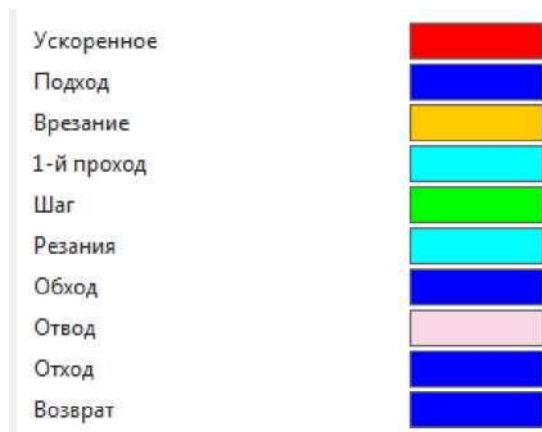 Ускоренное
Подход
Врезание
1-й проход
Шаг
Резания
Обход
Отвод
Отход
Возврат